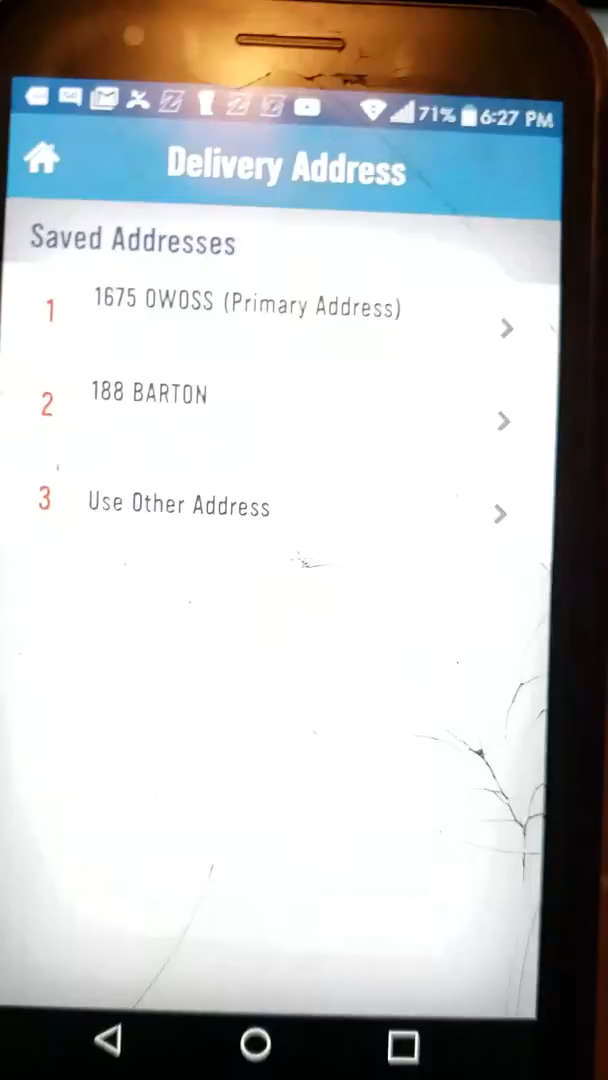 71% 6:27 PM
Delivery Address
Saved Addresses
1 1675 OWOSS (Primary Address)
2 188 BARTON
3 Use Other Address